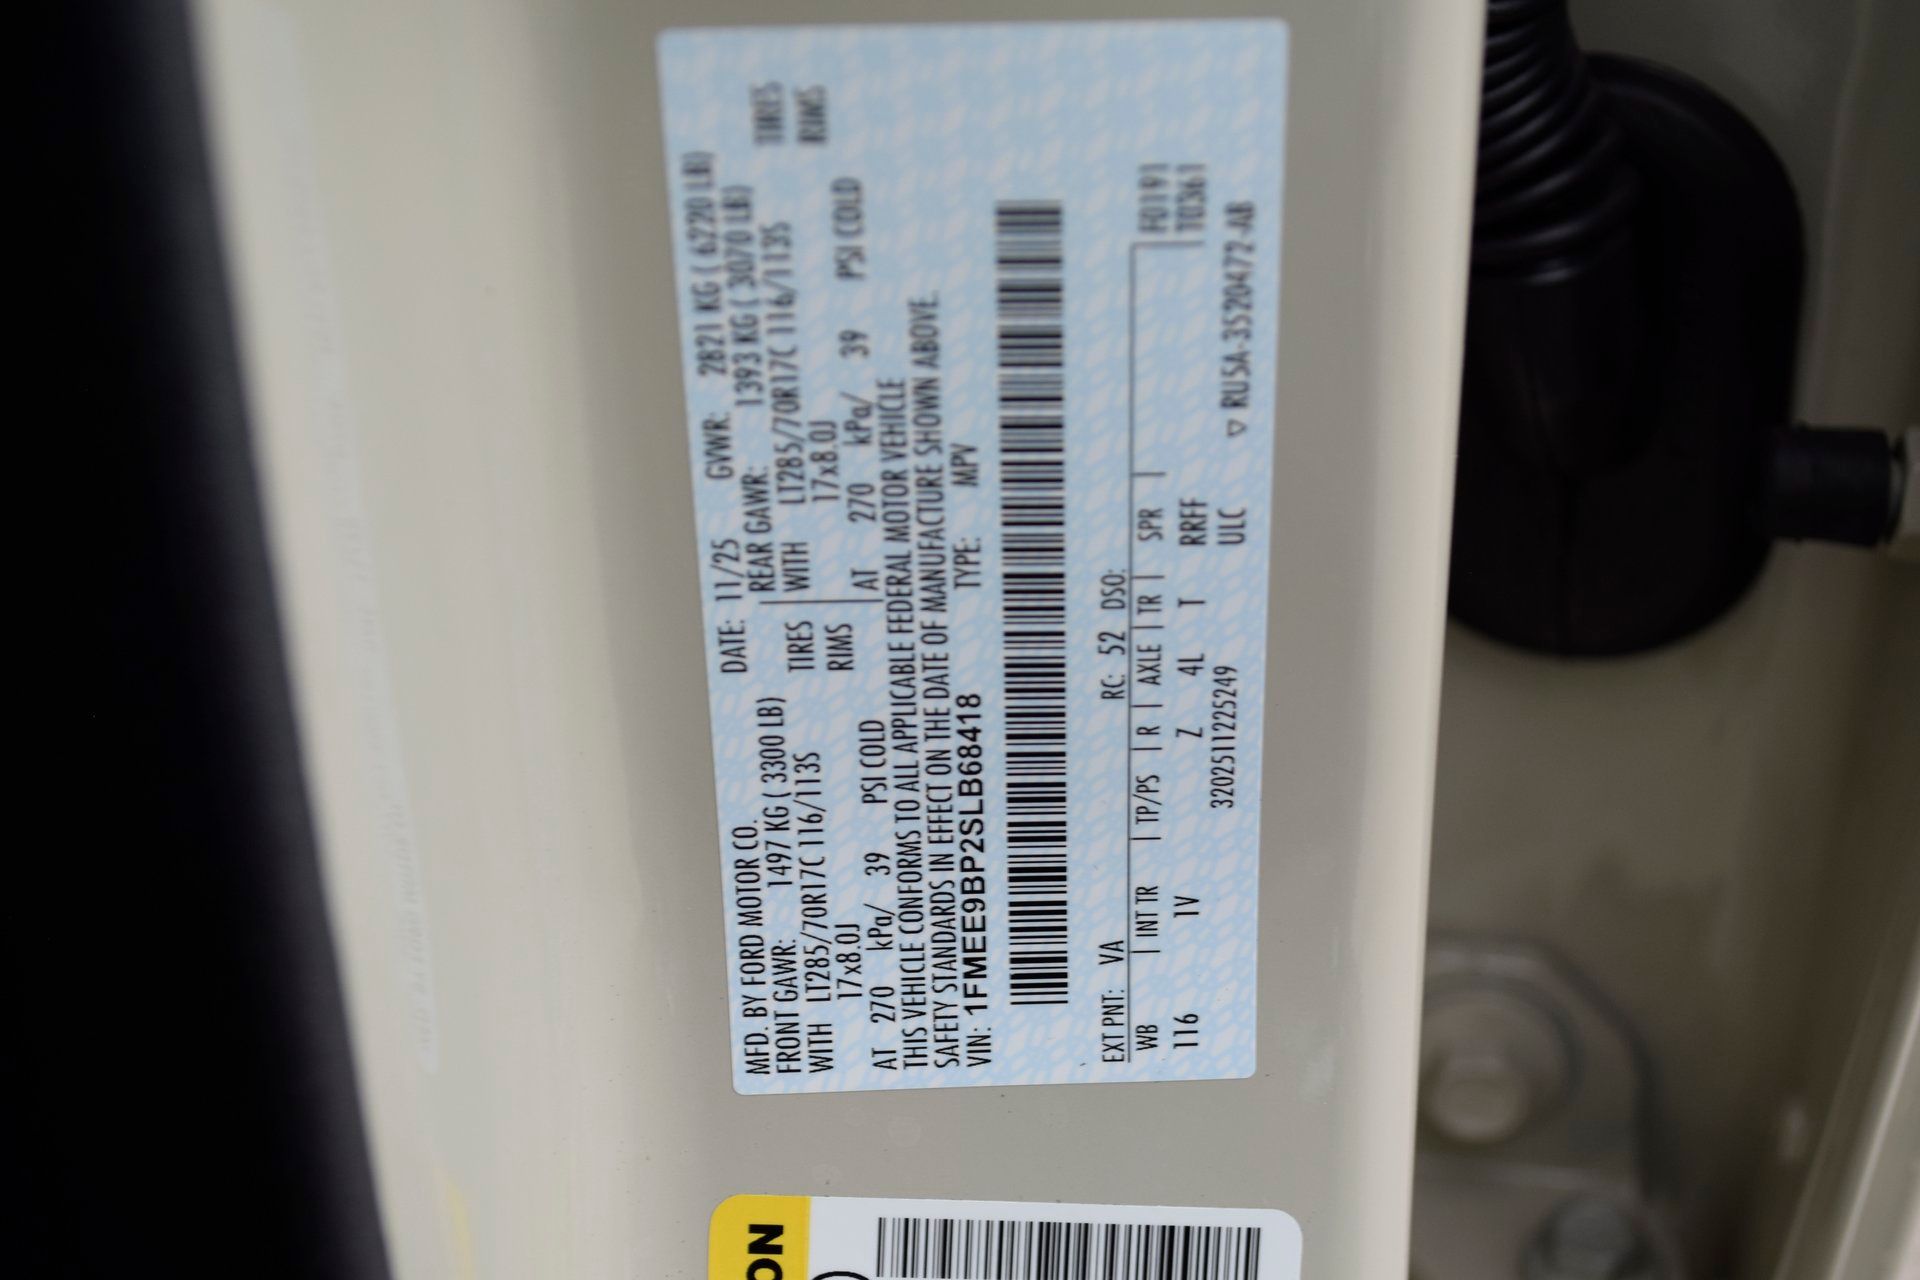 MFD. BY FORD MOTOR CO. DATE: 11/25 GVWR: 2821 KG ( 6220 LB)
FRONT GAWR: 1497 KG ( 3300 LB) REAR GAWR: 1393 KG ( 3070 LB)
WITH LT285/70R17C 116/113S TIRES WITH LT285/70R17C 116/113S TIRES
17x8.0J RIMS 17x8.0J RIMS
AT 270 kPa/ 39 PSI COLD AT 270 kPa/ 39 PSI COLD
THIS VEHICLE CONFORMS TO ALL APPLICABLE FEDERAL MOTOR VEHICLE
SAFETY STANDARDS IN EFFECT ON THE DATE OF MANUFACTURE SHOWN ABOVE.
VIN: 1FMEE9BP2SLB68418 TYPE: MPV
EXT PNT: VA RC: 52 DSO:
WB INT TR TP/PS R AXLE TR SPR F0191
116 1V Z 4L T RRFF T0361
3202511225249 ULC ▽ RU5A-3520472-AB
ON